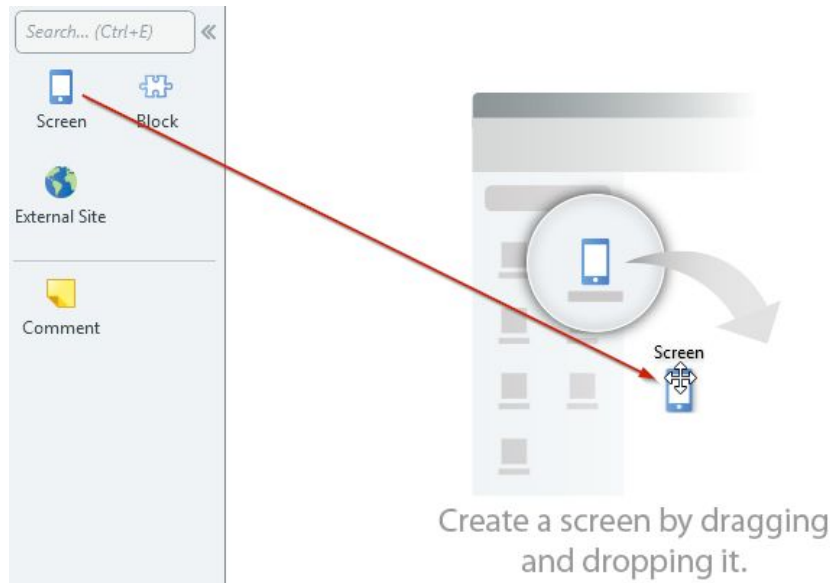 Search... (Ctrl+E)
Screen
Block
External Site
Comment
Screen
Create a screen by dragging
and dropping it.